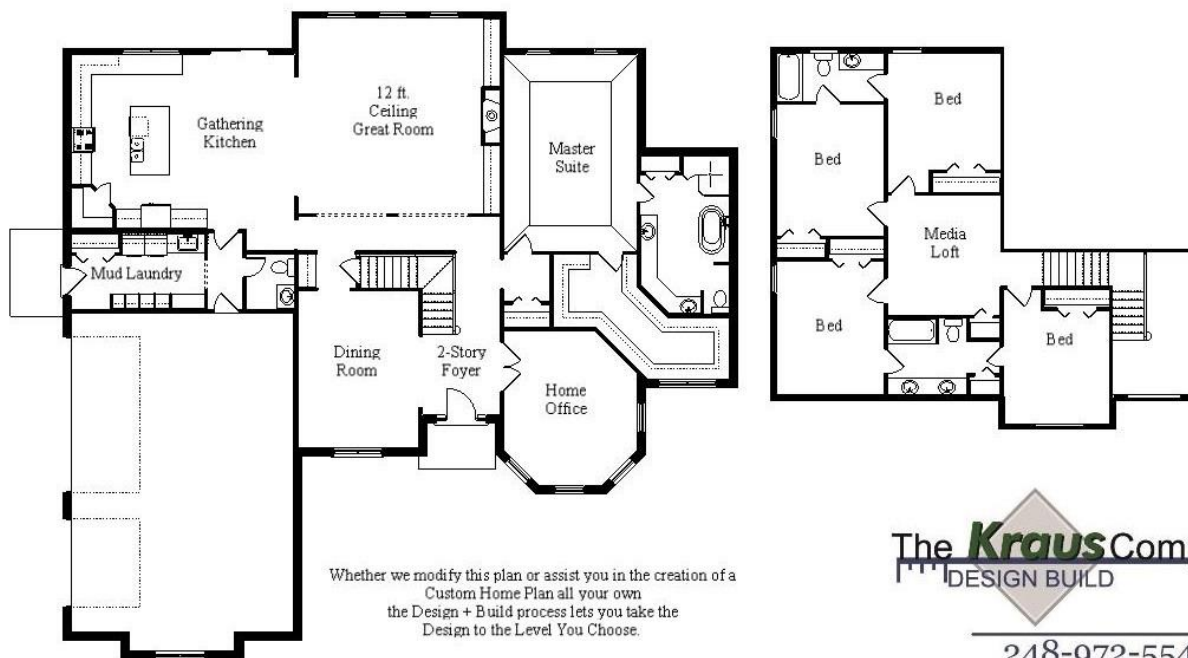 Gathering
Kitchen
12 ft.
Ceiling
Great Room
Master
Suite
Mud Laundry
Dining
Room
2-Story
Foyer
Home
Office
Bed
Bed
Media
Loft
Bed
Bed
Whether we modify this plan or assist you in the creation of a
Custom Home Plan all your own
the Design + Build process lets you take the
Design to the Level You Choose.
The Kraus Com
DESIGN BUILD
248-972-554